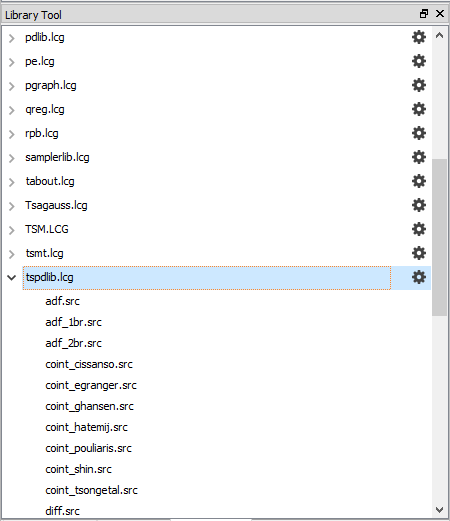 Library Tool
pdlib.lcg
pe.lcg
pgraph.lcg
qreg.lcg
rpb.lcg
samplerlib.lcg
tabout.lcg
Tsagauss.lcg
TSM.LCG
tsmt.lcg
tspdlib.lcg
adf.src
adf_1br.src
adf_2br.src
coint_cissanso.src
coint_egranger.src
coint_ghansen.src
coint_hatemij.src
coint_pouliaris.src
coint_shin.src
coint_tsongetal.src
diff.src